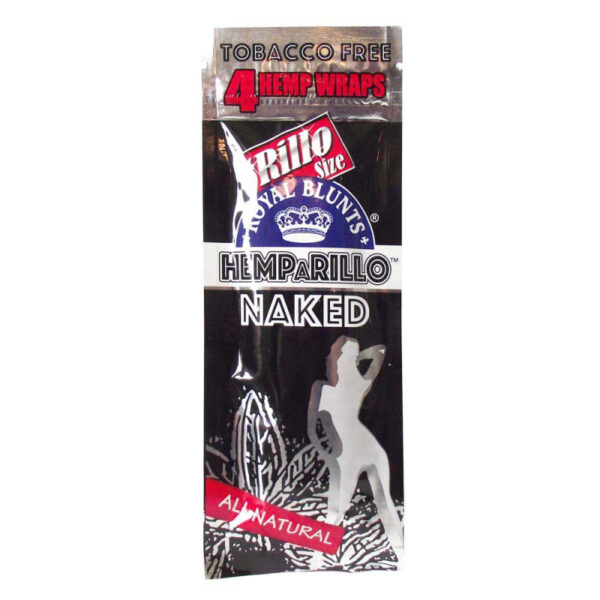 TOBACCO FREE
4 HEMP WRAPS
Rillo
Size
ROYAL BLUNTS
®
HEMPaRILLO™
NAKED
ALL NATURAL